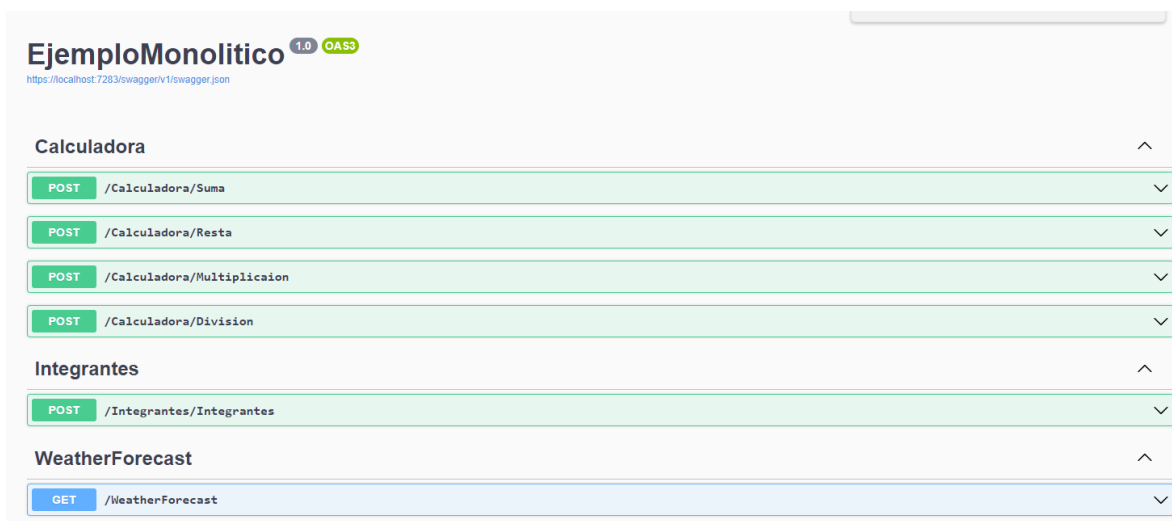 EjemploMonolitico 1.0 OAS3
https://localhost:7283/swagger/v1/swagger.json
Calculadora
POST /Calculadora/Suma
POST /Calculadora/Resta
POST /Calculadora/Multiplicaion
POST /Calculadora/Division
Integrantes
POST /Integrantes/Integrantes
WeatherForecast
GET /WeatherForecast